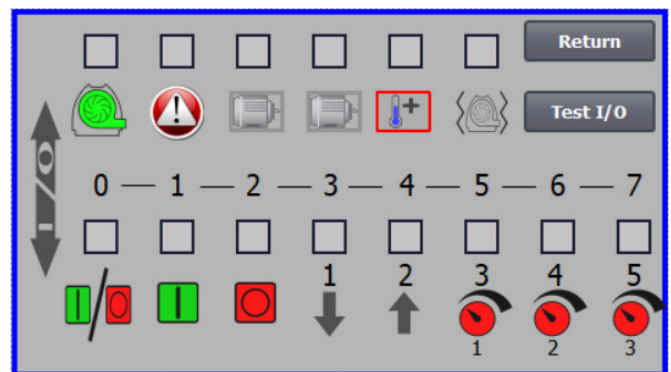 Return
Test I/O
I/O
0 — 1 — 2 — 3 — 4 — 5 — 6 — 7
1 2 3 4 5
1 2 3